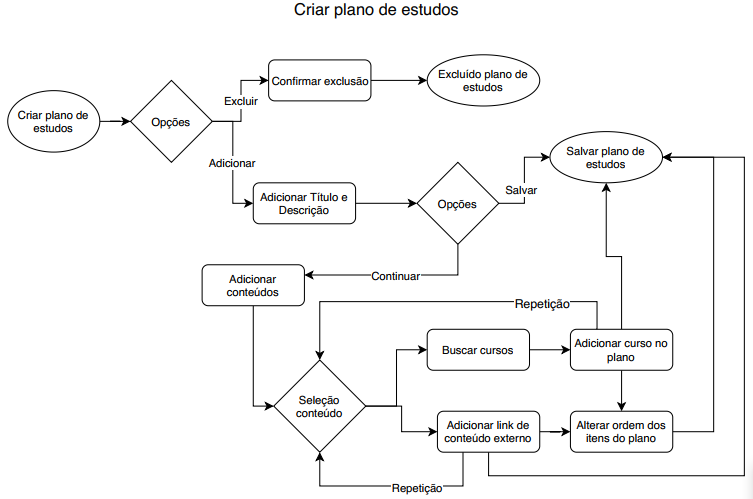 Criar plano de estudos
Criar plano de
estudos
Opções
Excluir
Confirmar exclusão
Excluído plano de
estudos
Adicionar
Adicionar Título e
Descrição
Opções
Salvar
Salvar plano de
estudos
Continuar
Adicionar
conteúdos
Repetição
Buscar cursos
Adicionar curso no
plano
Seleção
conteúdo
Adicionar link de
conteúdo externo
Alterar ordem dos
itens do plano
Repetição